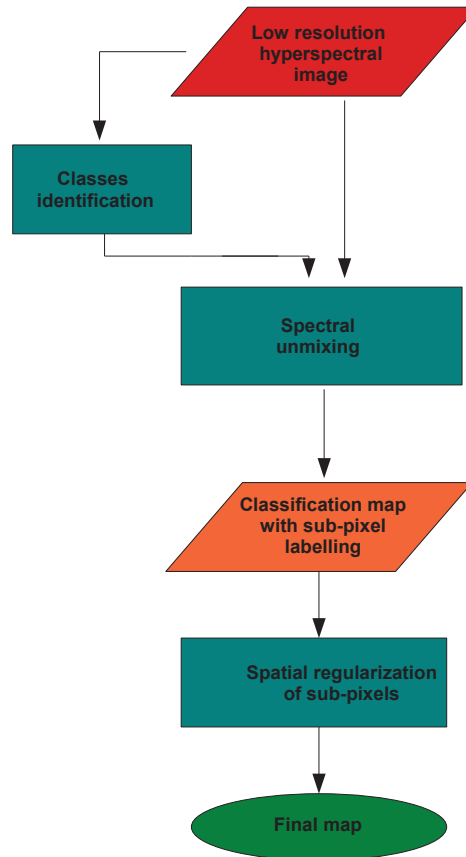 Low resolution
hyperspectral
image
Classes
identification
Spectral
unmixing
Classification map
with sub-pixel
labelling
Spatial regularization
of sub-pixels
Final map